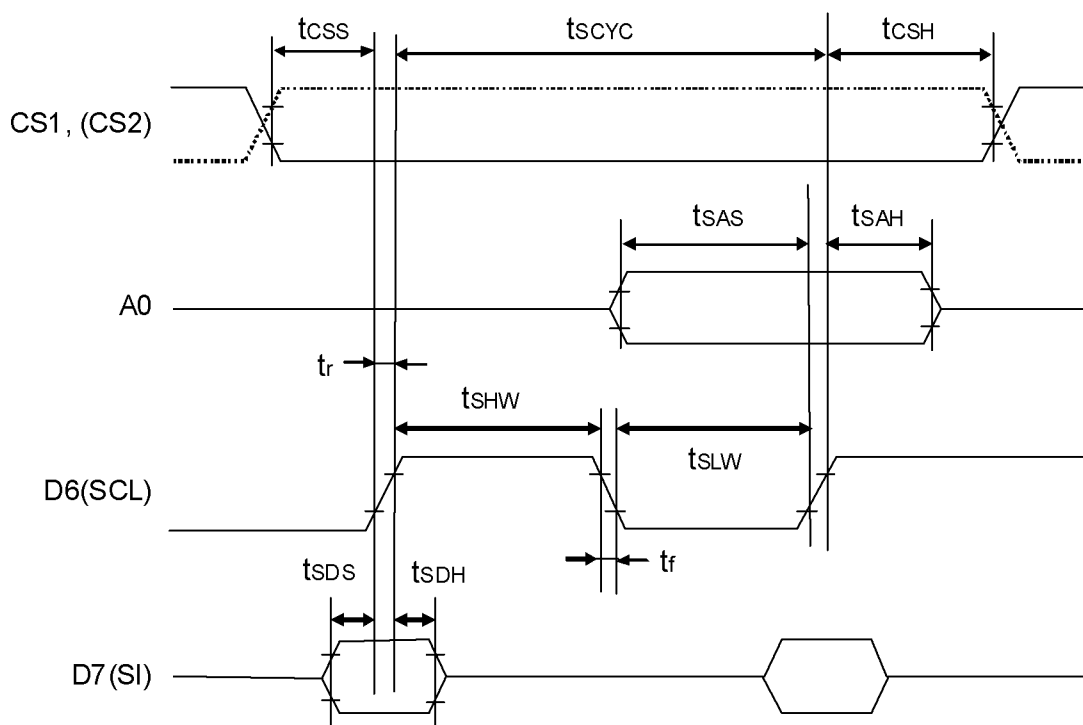 tCSS tSCYC tCSH
CS1, (CS2)
tSAS tSAH
A0
tr
tSHW
tSLW
D6(SCL)
tf
tSDS tSDH
D7(SI)